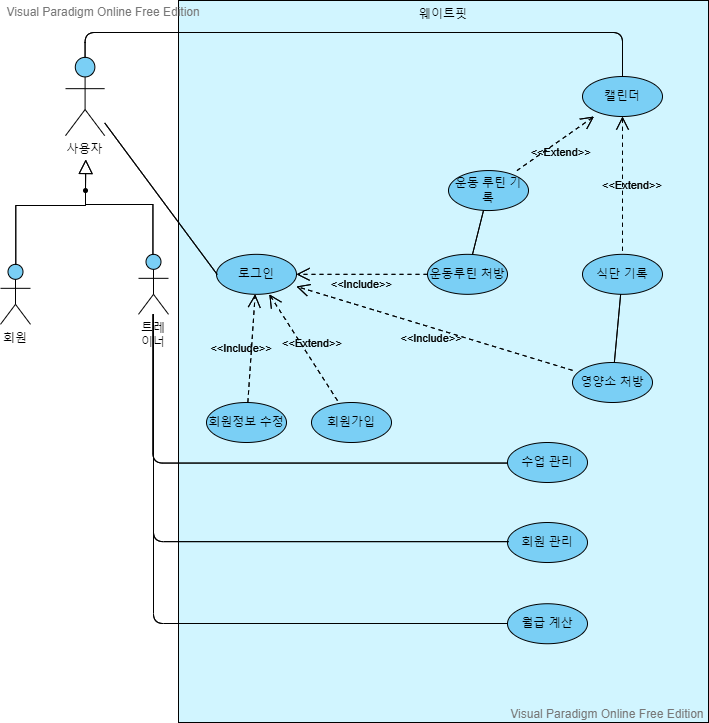 Visual Paradigm Online Free Edition
웨이트핏
캘린더
사용자
<<Extend>>
운동 루틴 기
록
<<Extend>>
로그인
<<Include>>
운동루틴 처방
식단 기록
회원
트레
이너
<<Include>>
<<Extend>>
<<Include>>
영양소 처방
회원정보 수정
회원가입
수업 관리
회원 관리
월급 계산
Visual Paradigm Online Free Edition